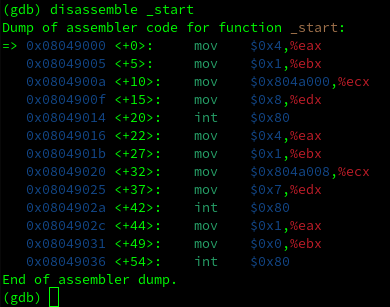 (gdb) disassemble _start
Dump of assembler code for function _start:
=> 0x08049000 <+0>: mov $0x4,%eax
0x08049005 <+5>: mov $0x1,%ebx
0x0804900a <+10>: mov $0x804a000,%ecx
0x0804900f <+15>: mov $0x8,%edx
0x08049014 <+20>: int $0x80
0x08049016 <+22>: mov $0x4,%eax
0x0804901b <+27>: mov $0x1,%ebx
0x08049020 <+32>: mov $0x804a008,%ecx
0x08049025 <+37>: mov $0x7,%edx
0x0804902a <+42>: int $0x80
0x0804902c <+44>: mov $0x1,%eax
0x08049031 <+49>: mov $0x0,%ebx
0x08049036 <+54>: int $0x80
End of assembler dump.
(gdb)